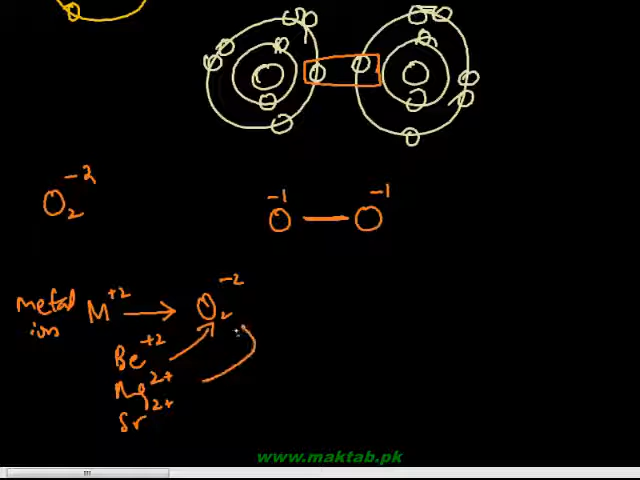 O₂⁻² O⁻¹ — O⁻¹
metal M⁺² → O₂⁻²
ion
Be⁺²
Mg²⁺
Sr²⁺
www.maktab.pk